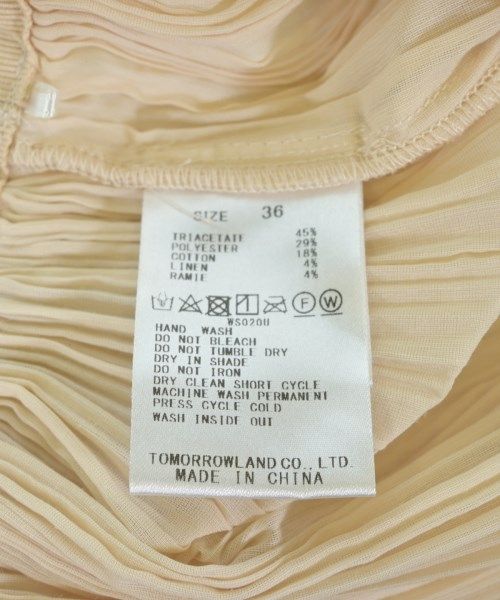 SIZE 36
TRIACETATE 45%
POLYESTER 29%
COTTON 18%
LINEN 4%
RAMIE 4%
F W
WS020U
HAND WASH
DO NOT BLEACH
DO NOT TUMBLE DRY
DRY IN SHADE
DO NOT IRON
DRY CLEAN SHORT CYCLE
MACHINE WASH PERMANENT
PRESS CYCLE COLD
WASH INSIDE OUT
TOMORROWLAND CO., LTD.
MADE IN CHINA